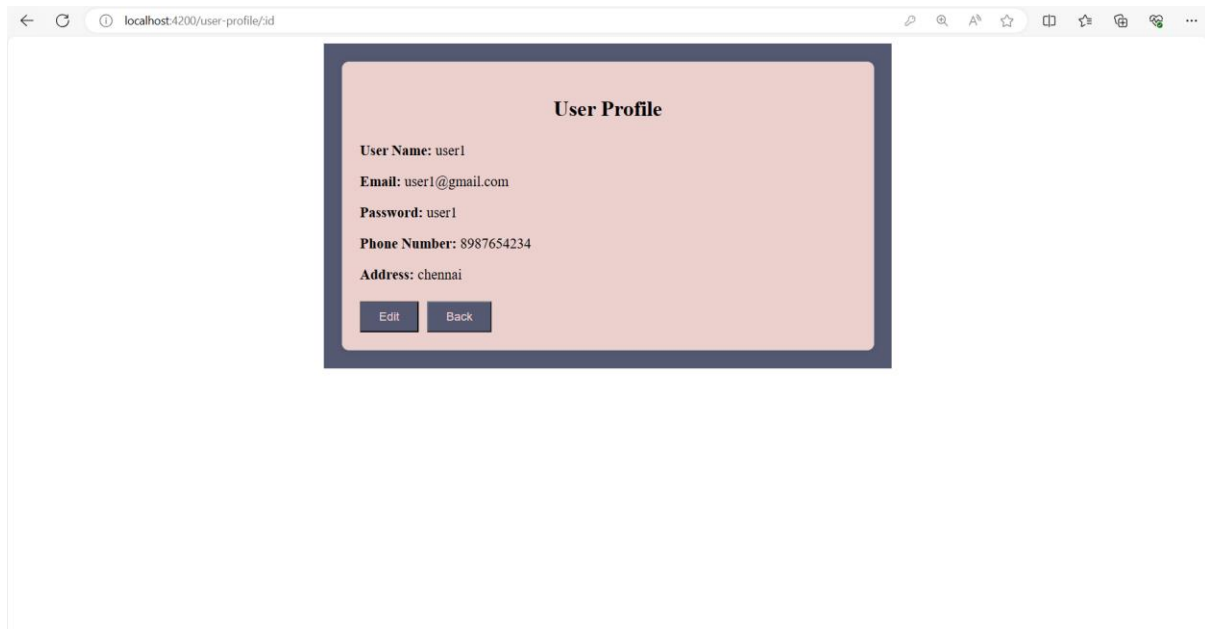 localhost:4200/user-profile/:id
User Profile
User Name: user1
Email: user1@gmail.com
Password: user1
Phone Number: 8987654234
Address: chennai
Edit Back